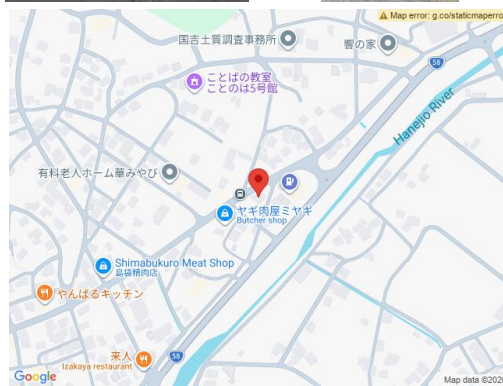 Map error: g.co/staticmaperro
国吉土質調査事務所
響の家
58
ことばの教室
ことのは5号館
Hanejio River
有料老人ホーム華みやび
ヤギ肉屋ミヤギ
Butcher shop
Shimabukuro Meat Shop
島袋精肉店
やんばるキッチン
来人
Izakaya restaurant
58
Google
Map data ©202